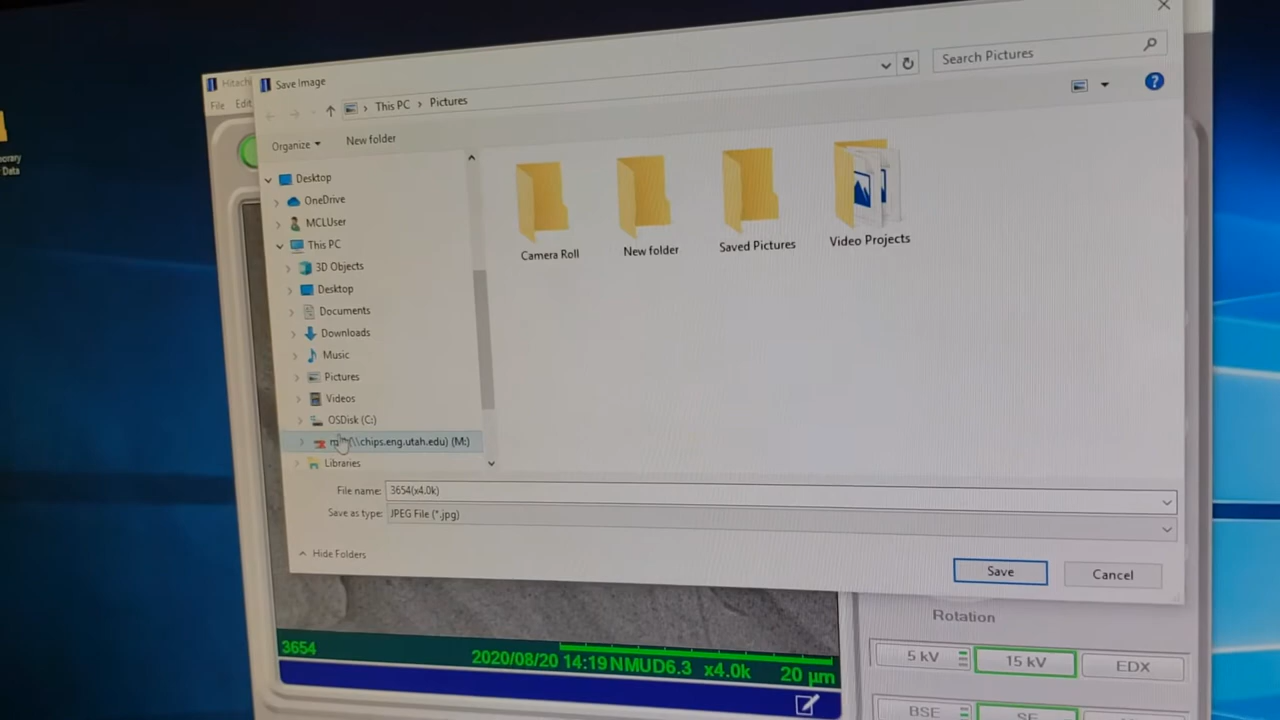 Hitachi
Save Image
Search Pictures
File Edit
This PC > Pictures
Organize
New folder
Data
Desktop
OneDrive
MCLUser
This PC
3D Objects
Desktop
Documents
Downloads
Music
Pictures
Videos
OSDisk (C:)
(\\chips.eng.utah.edu) (M:)
Libraries
Camera Roll
New folder
Saved Pictures
Video Projects
File name: 3654(x4.0k)
Save as type: JPEG File (*.jpg)
Hide Folders
Save
Cancel
Rotation
5 kV
15 kV
EDX
BSE
SE
3654
2020/08/20 14:19 NMUD6.3 x4.0k 20 µm